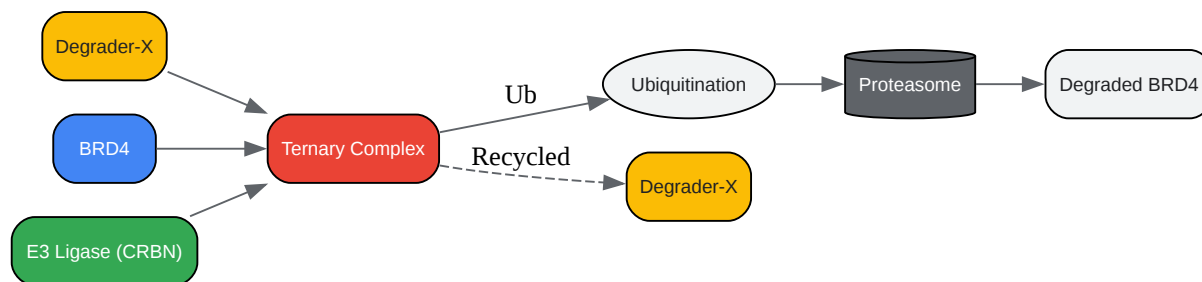 Degrader-X
BRD4
E3 Ligase (CRBN)
Ternary Complex
Ub
Recycled
Ubiquitination
Degrader-X
Proteasome
Degraded BRD4